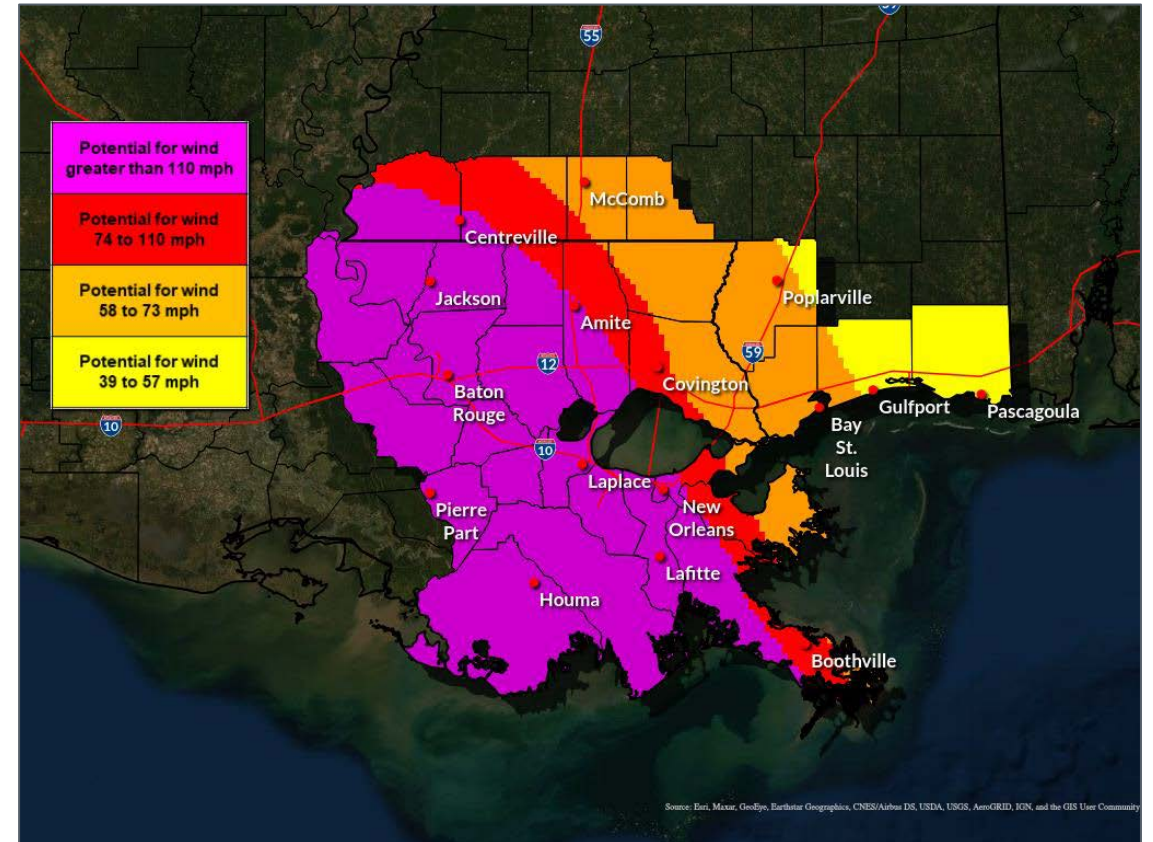 55
Potential for wind
greater than 110 mph
Potential for wind
74 to 110 mph
Potential for wind
58 to 73 mph
Potential for wind
39 to 57 mph
McComb
Centreville
Jackson
Poplarville
Amite
59
12
Covington
Baton
Rouge
Gulfport
Pascagoula
Bay
St.
Louis
10
10
Laplace
New
Orleans
Pierre
Part
Lafitte
Houma
Boothville
Source: Esri, Maxar, GeoEye, Earthstar Geographics, CNES/Airbus DS, USDA, USGS, AeroGRID, IGN, and the GIS User Community